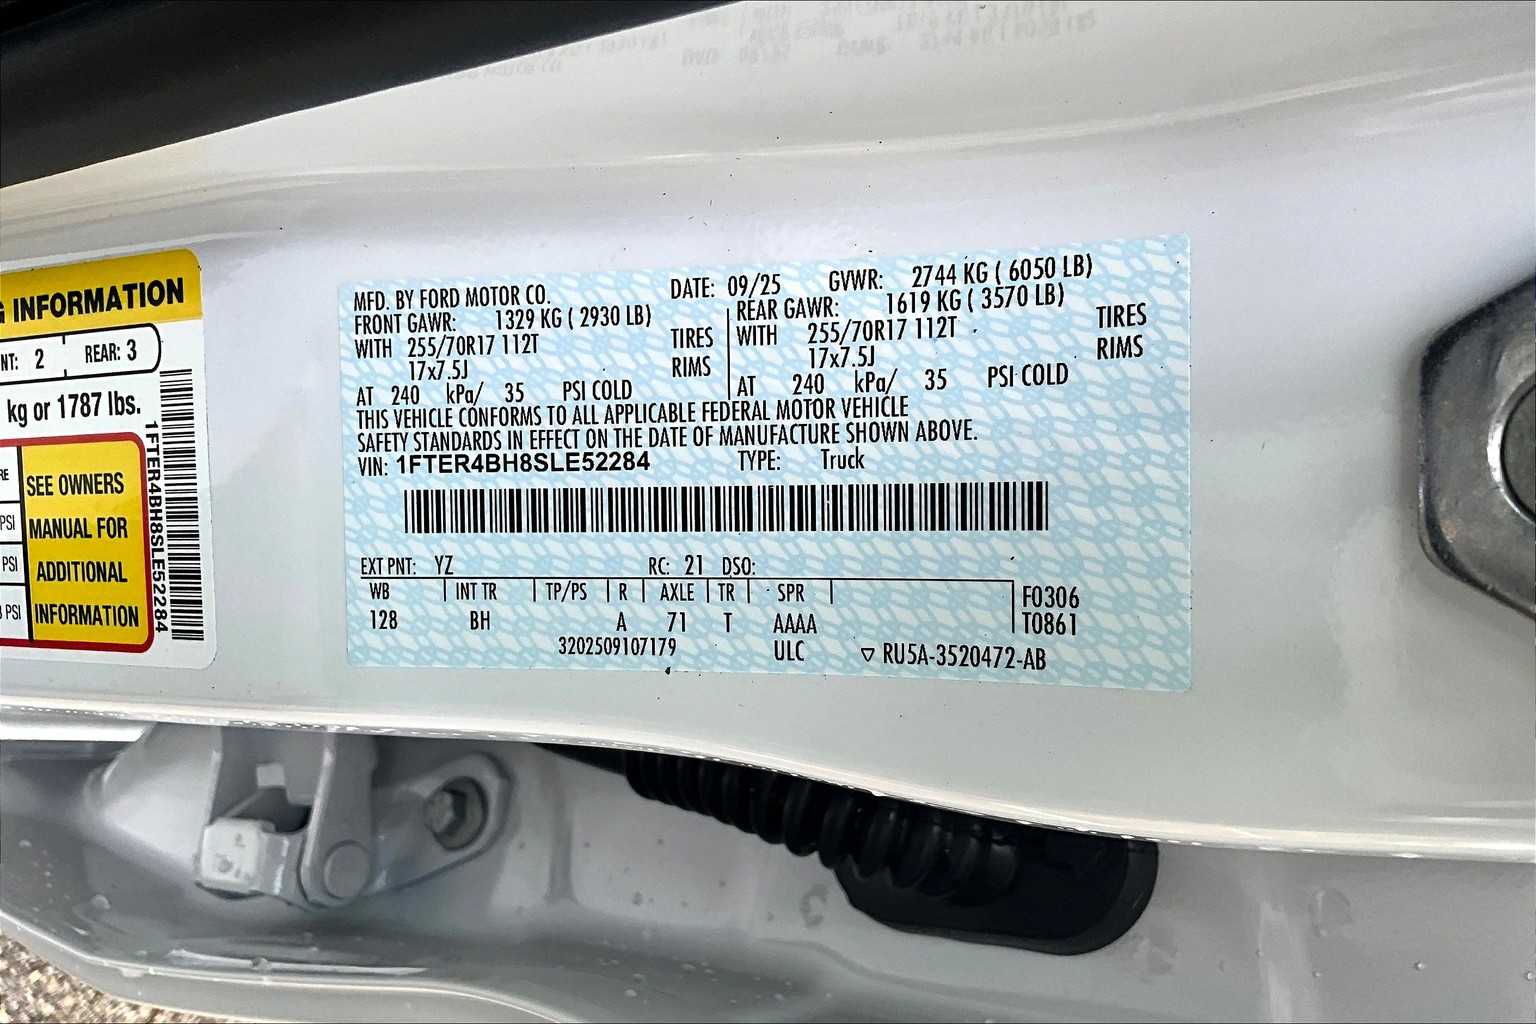 INFORMATION
NT: 2 REAR: 3
kg or 1787 lbs.
RE
PSI
PSI
PSI
SEE OWNERS
MANUAL FOR
ADDITIONAL
INFORMATION
1FTER4BH8SLE52284
MFD. BY FORD MOTOR CO. DATE: 09/25 GVWR: 2744 KG ( 6050 LB)
FRONT GAWR: 1329 KG ( 2930 LB) REAR GAWR: 1619 KG ( 3570 LB)
WITH 255/70R17 112T TIRES WITH 255/70R17 112T TIRES
17x7.5J RIMS 17x7.5J RIMS
AT 240 kPa/ 35 PSI COLD AT 240 kPa/ 35 PSI COLD
THIS VEHICLE CONFORMS TO ALL APPLICABLE FEDERAL MOTOR VEHICLE
SAFETY STANDARDS IN EFFECT ON THE DATE OF MANUFACTURE SHOWN ABOVE.
VIN: 1FTER4BH8SLE52284 TYPE: Truck
EXT PNT: YZ RC: 21 DSO:
WB INT TR TP/PS R AXLE TR SPR F0306
128 BH A 71 T AAAA T0861
3202509107179 ULC ▽ RU5A-3520472-AB